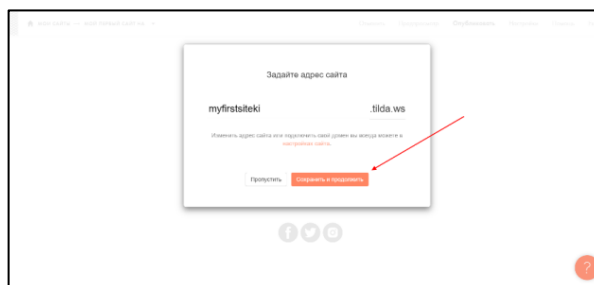 Опубликовать
Задайте адрес сайта
myfirstsiteki .tilda.ws
Изменить адрес сайта или подключить свой домен вы всегда можете в
настройках сайта.
Пропустить Сохранить и продолжить
?